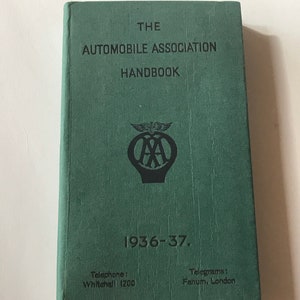 THE
AUTOMOBILE ASSOCIATION
HANDBOOK
AA
1936-37.
Telephone: Telegrams:
Whitehall 1200 Fanum, London